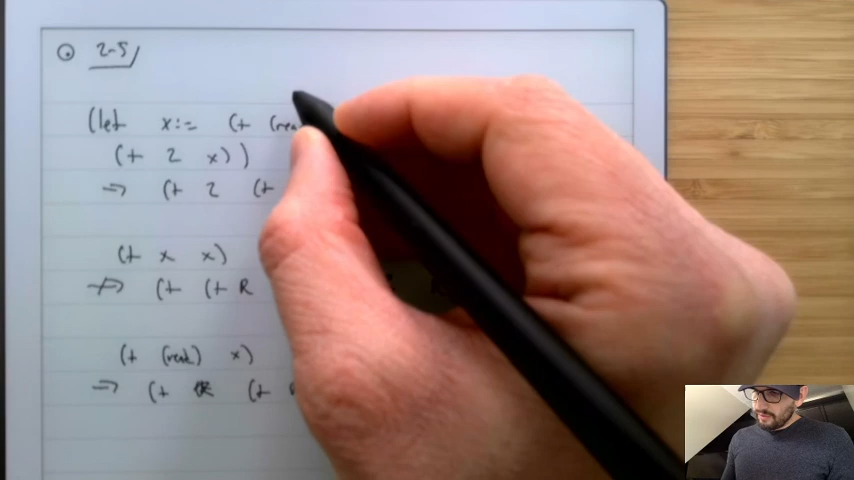 2-5/
(let x:= (+ (rea
(+ 2 x))
→ (+ 2 (+
(+ x x)
↛ (+ (+ R
(+ (read) x)
→ (+ R (+